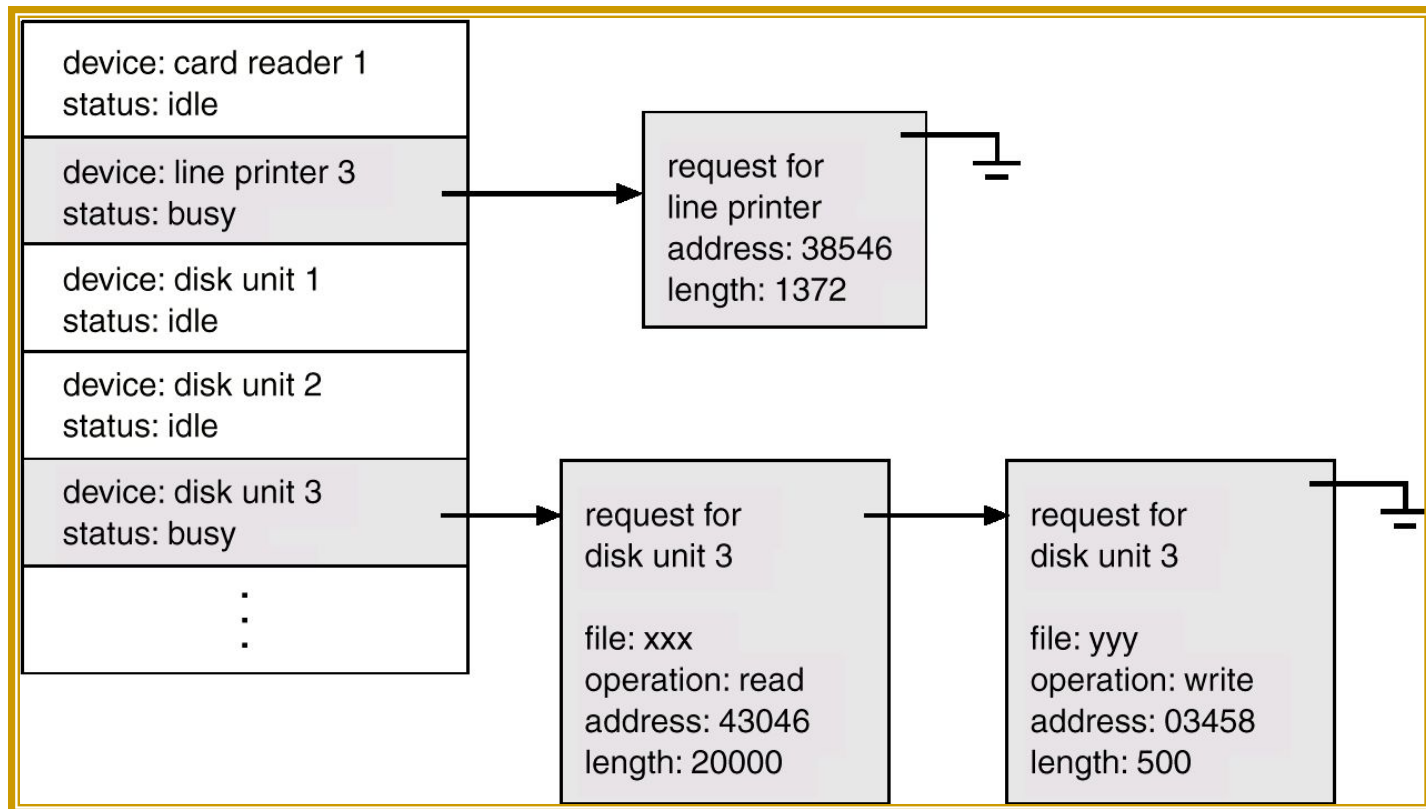 device: card reader 1
status: idle
device: line printer 3
status: busy
device: disk unit 1
status: idle
device: disk unit 2
status: idle
device: disk unit 3
status: busy
request for
line printer
address: 38546
length: 1372
request for
disk unit 3
file: xxx
operation: read
address: 43046
length: 20000
request for
disk unit 3
file: yyy
operation: write
address: 03458
length: 500